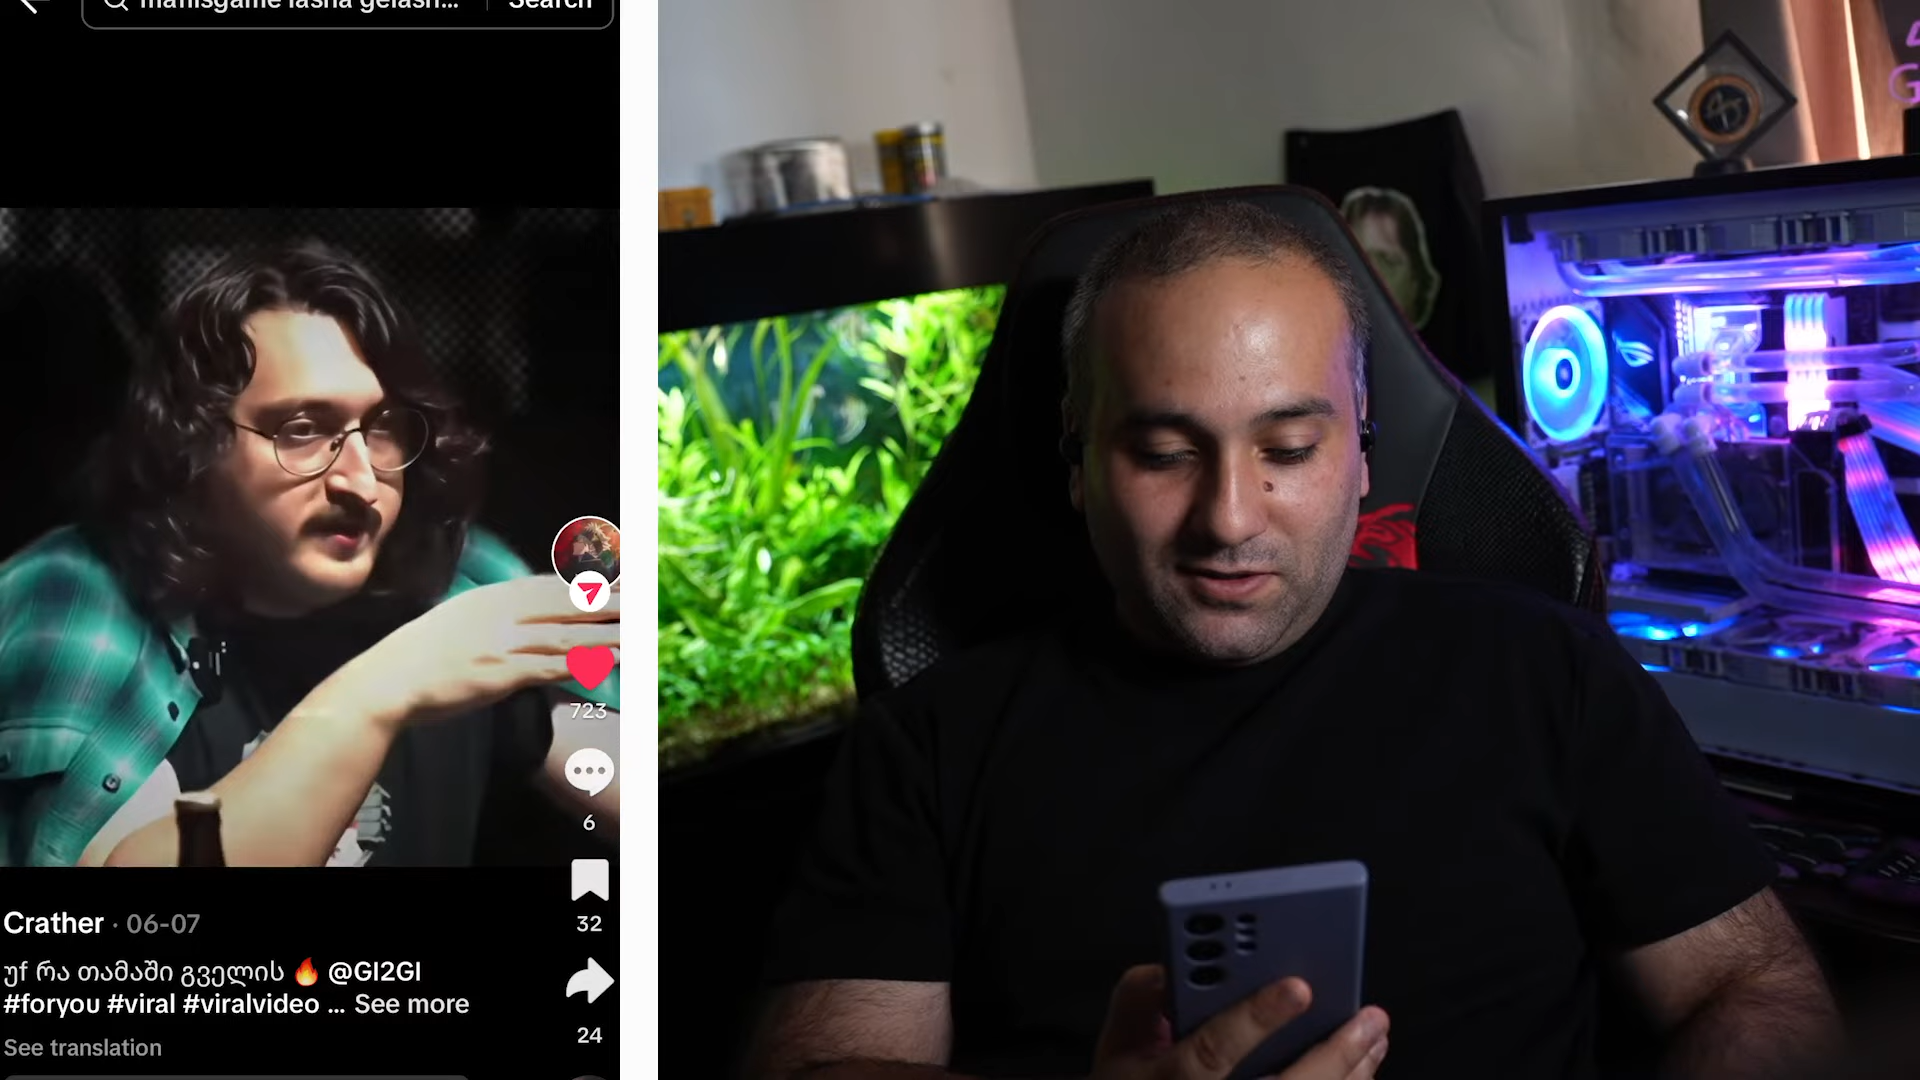 Search
Crather · 06-07
უf რა თამაში გველის 🔥 @GI2GI
#foryou #viral #viralvideo ... See more
See translation
723
6
32
24